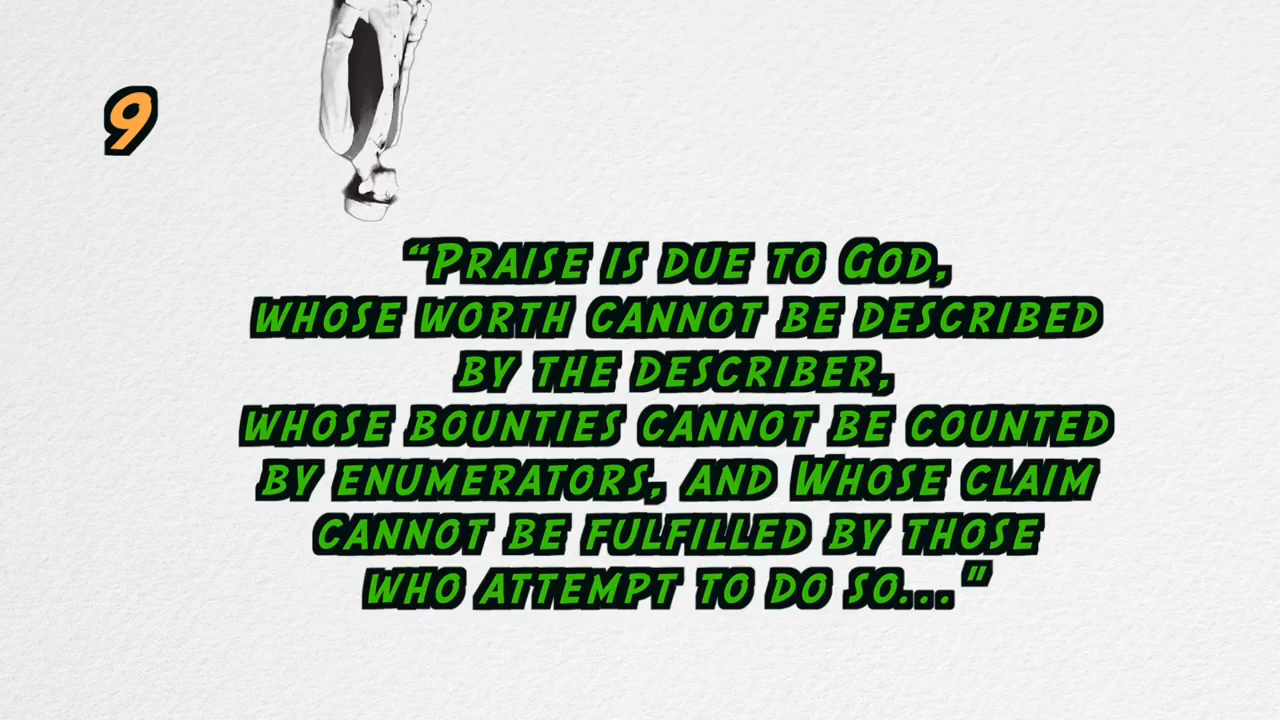 9
“Praise is due to God,
whose worth cannot be described
by the describer,
whose bounties cannot be counted
by enumerators, and Whose claim
cannot be fulfilled by those
who attempt to do so..."